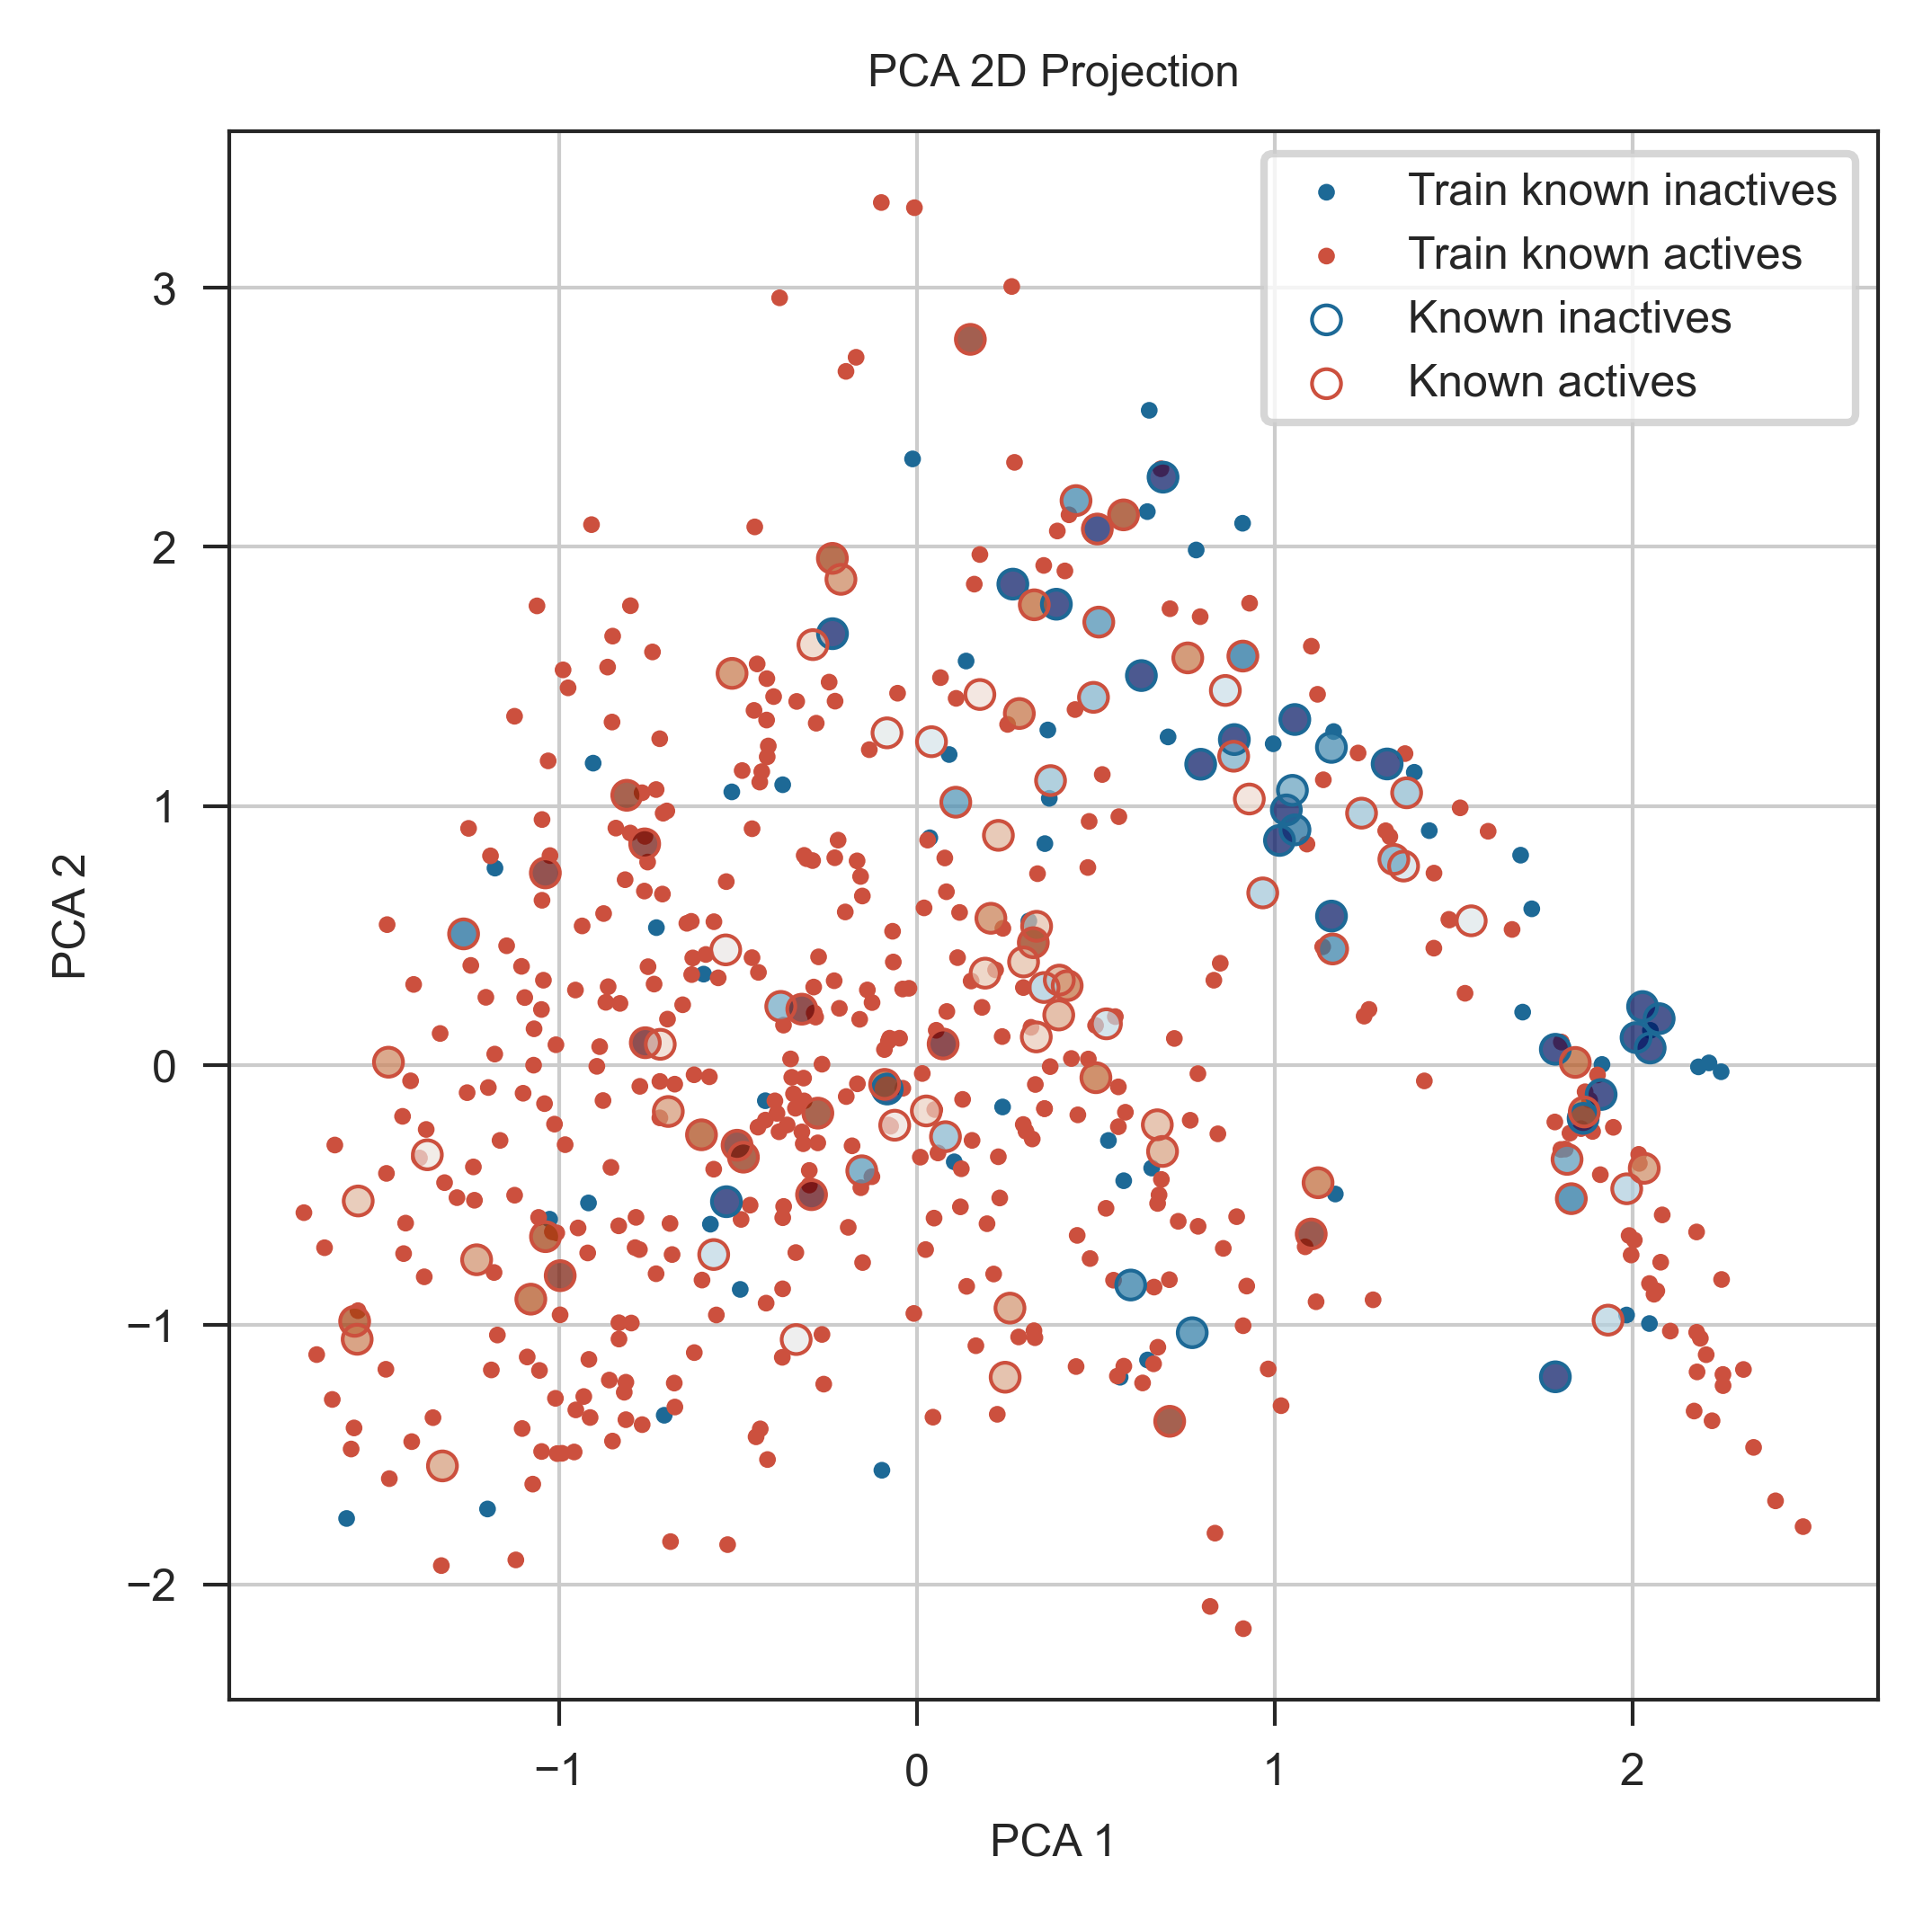 PCA 2D Projection
Train known inactives
Train known actives
Known inactives
Known actives
3
2
1
0
−1
−2
PCA 2
−1 0 1 2
PCA 1